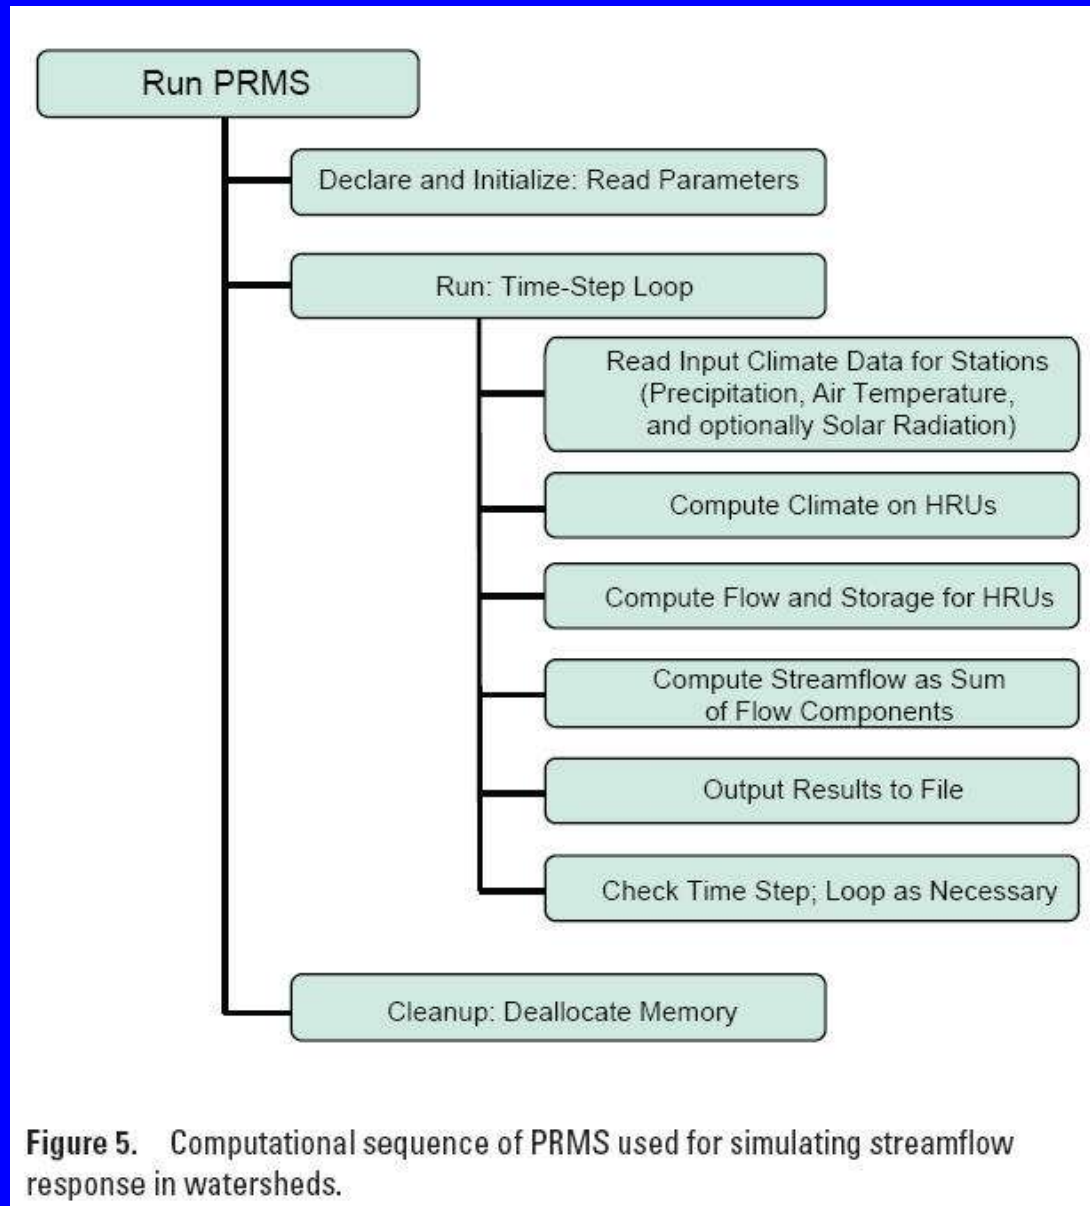 Run PRMS
Declare and Initialize: Read Parameters
Run: Time-Step Loop
Read Input Climate Data for Stations
(Precipitation, Air Temperature,
and optionally Solar Radiation)
Compute Climate on HRUs
Compute Flow and Storage for HRUs
Compute Streamflow as Sum
of Flow Components
Output Results to File
Check Time Step; Loop as Necessary
Cleanup: Deallocate Memory
Figure 5. Computational sequence of PRMS used for simulating streamflow
response in watersheds.